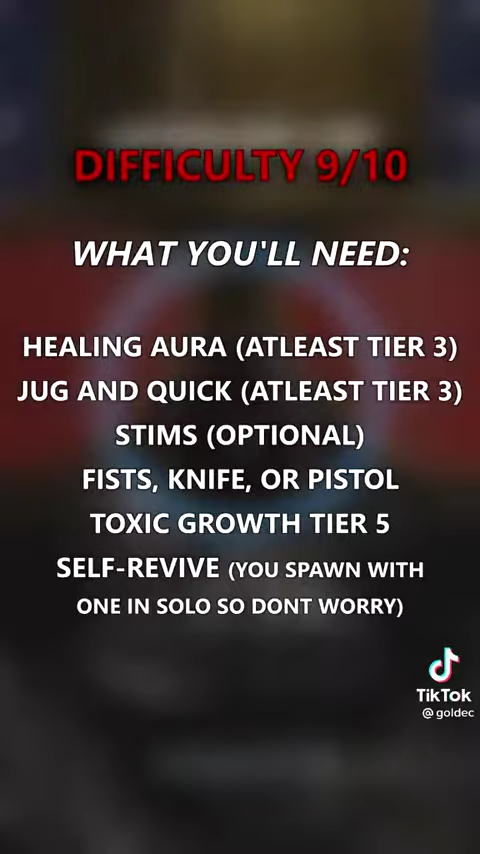 DIFFICULTY 9/10
WHAT YOU'LL NEED:
HEALING AURA (ATLEAST TIER 3)
JUG AND QUICK (ATLEAST TIER 3)
STIMS (OPTIONAL)
FISTS, KNIFE, OR PISTOL
TOXIC GROWTH TIER 5
SELF-REVIVE (YOU SPAWN WITH
ONE IN SOLO SO DONT WORRY)
TikTok
@goldec